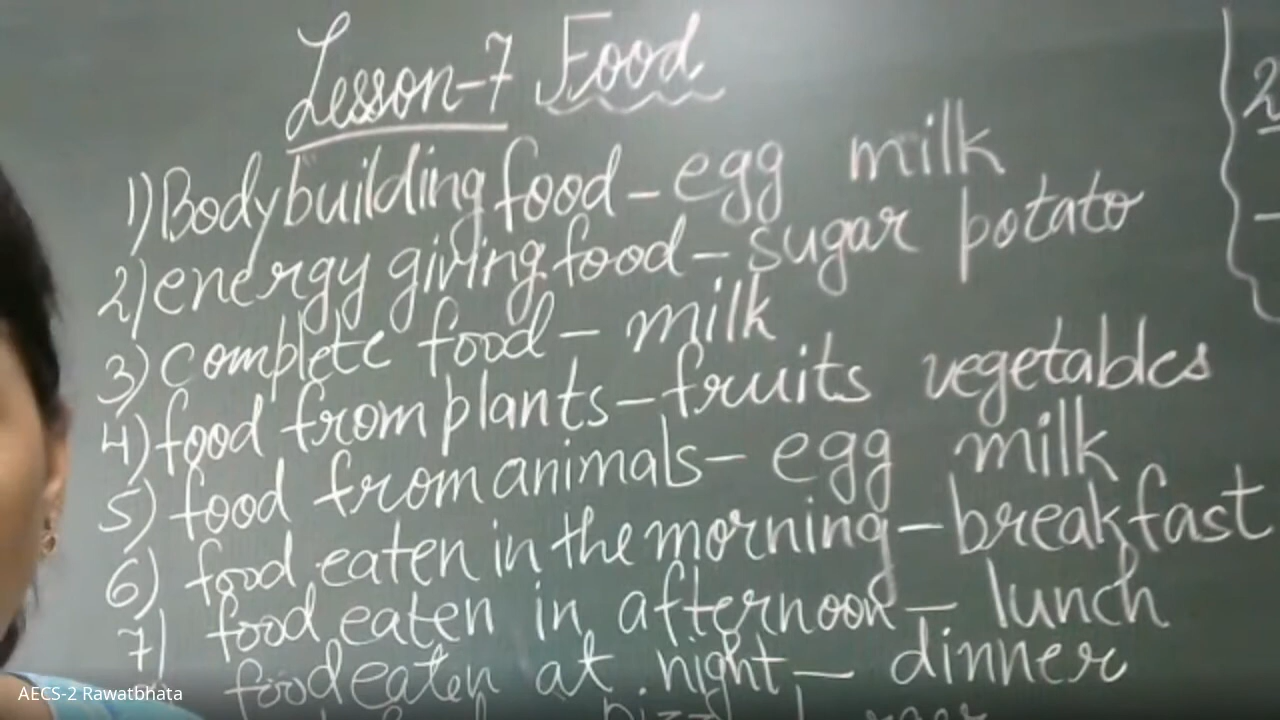 Lesson-7 Food
1) Body building food - egg milk
2) energy giving food - sugar potato
3) complete food - milk
4) food from plants - fruits vegetables
5) food from animals - egg milk
6) food eaten in the morning - breakfast
7) food eaten in afternoon - lunch
food eaten at night - dinner
2
AECS-2 Rawatbhata